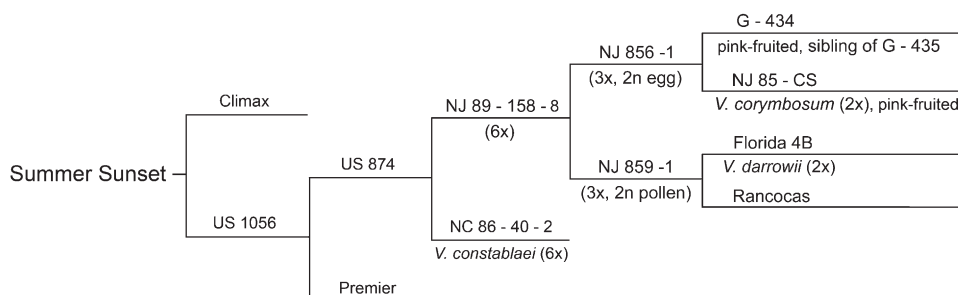 G - 434
pink-fruited, sibling of G - 435
NJ 856 -1
(3x, 2n egg)
NJ 85 - CS
V. corymbosum (2x), pink-fruited
Climax
NJ 89 - 158 - 8
(6x)
Florida 4B
V. darrowii (2x)
NJ 859 -1
(3x, 2n pollen)
Rancocas
US 874
Summer Sunset
US 1056
NC 86 - 40 - 2
V. constablaei (6x)
Premier